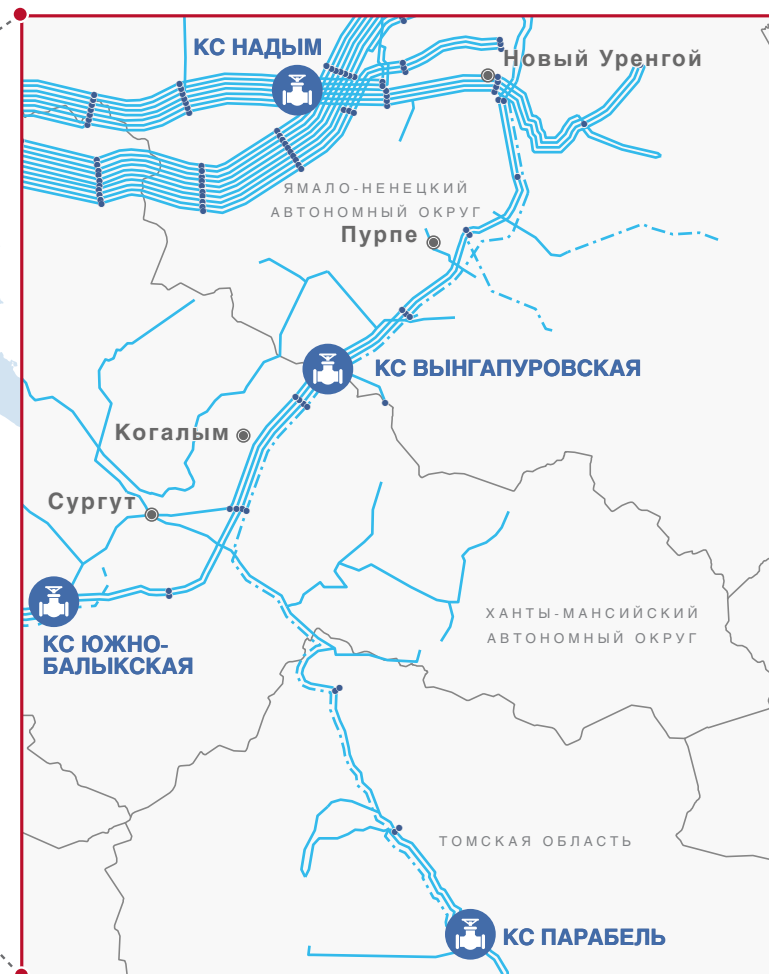 КС НАДЫМ
Новый Уренгой
ЯМАЛО-НЕНЕЦКИЙ
АВТОНОМНЫЙ ОКРУГ
Пурпе
КС ВЫНГАПУРОВСКАЯ
Когалым
Сургут
КС ЮЖНО-
БАЛЫКСКАЯ
ХАНТЫ-МАНСИЙСКИЙ
АВТОНОМНЫЙ ОКРУГ
ТОМСКАЯ ОБЛАСТЬ
КС ПАРАБЕЛЬ